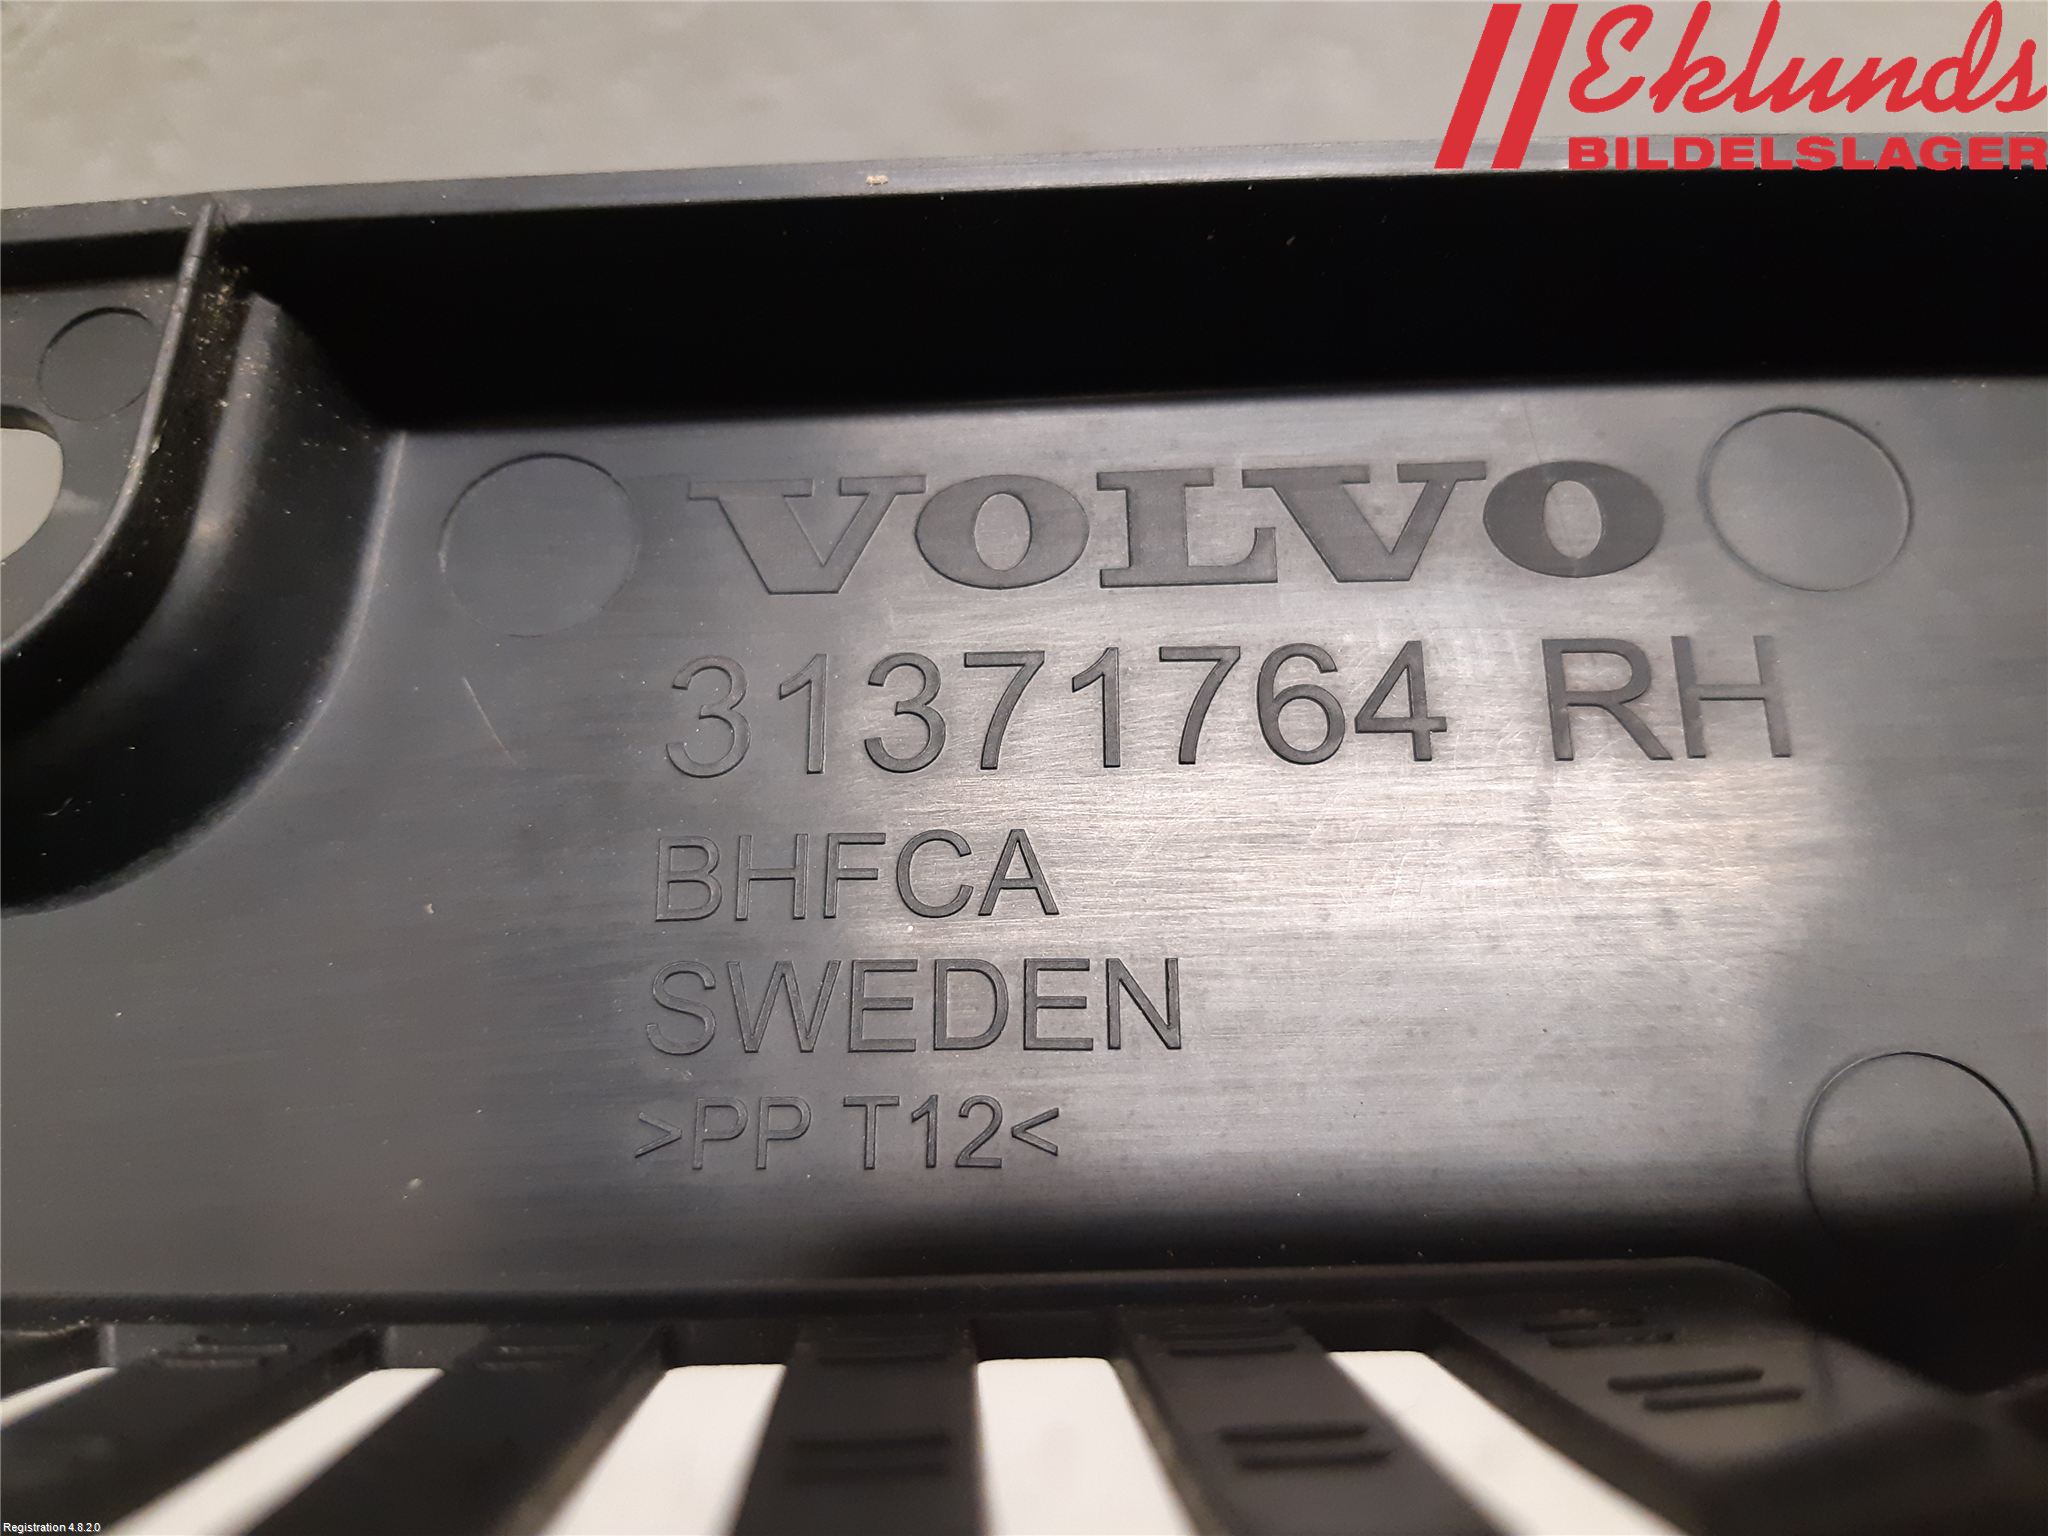 Eklunds
BILDELSLAGER
VOLVO
31371764 RH
BHFCA
SWEDEN
>PP T12<
Registration 4.8.2.0